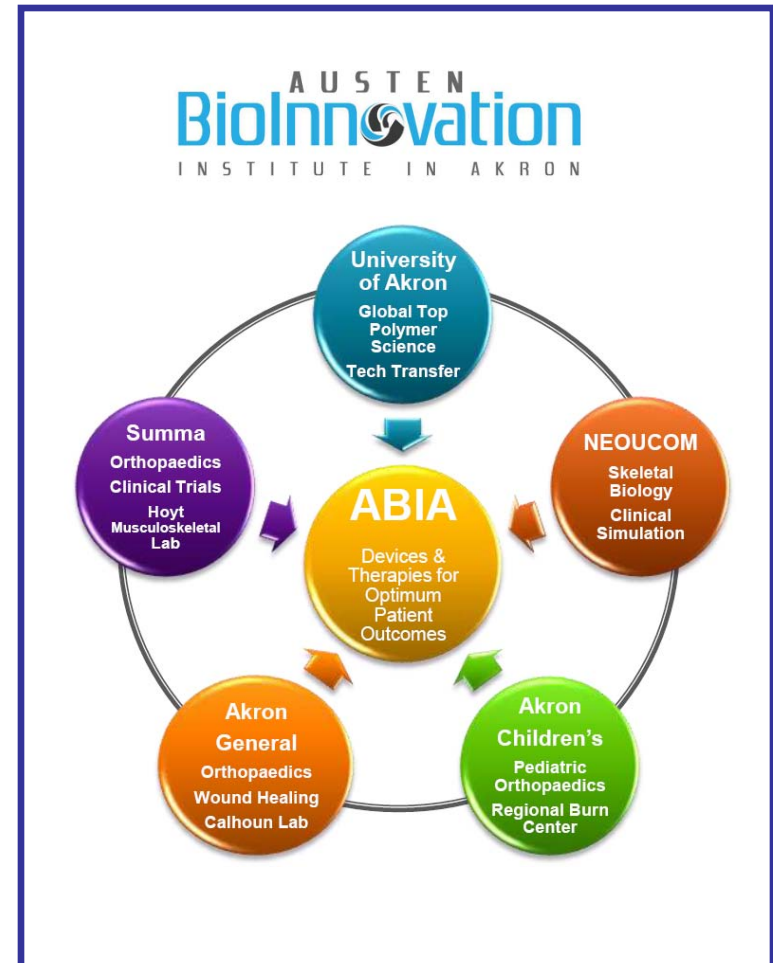 AUSTEN
BioInnovation
INSTITUTE IN AKRON
University
of Akron
Global Top
Polymer
Science
Tech Transfer
Summa
Orthopaedics
Clinical Trials
Hoyt
Musculoskeletal
Lab
NEOUCOM
Skeletal
Biology
Clinical
Simulation
ABIA
Devices &
Therapies for
Optimum
Patient
Outcomes
Akron
General
Orthopaedics
Wound Healing
Calhoun Lab
Akron
Children's
Pediatric
Orthopaedics
Regional Burn
Center